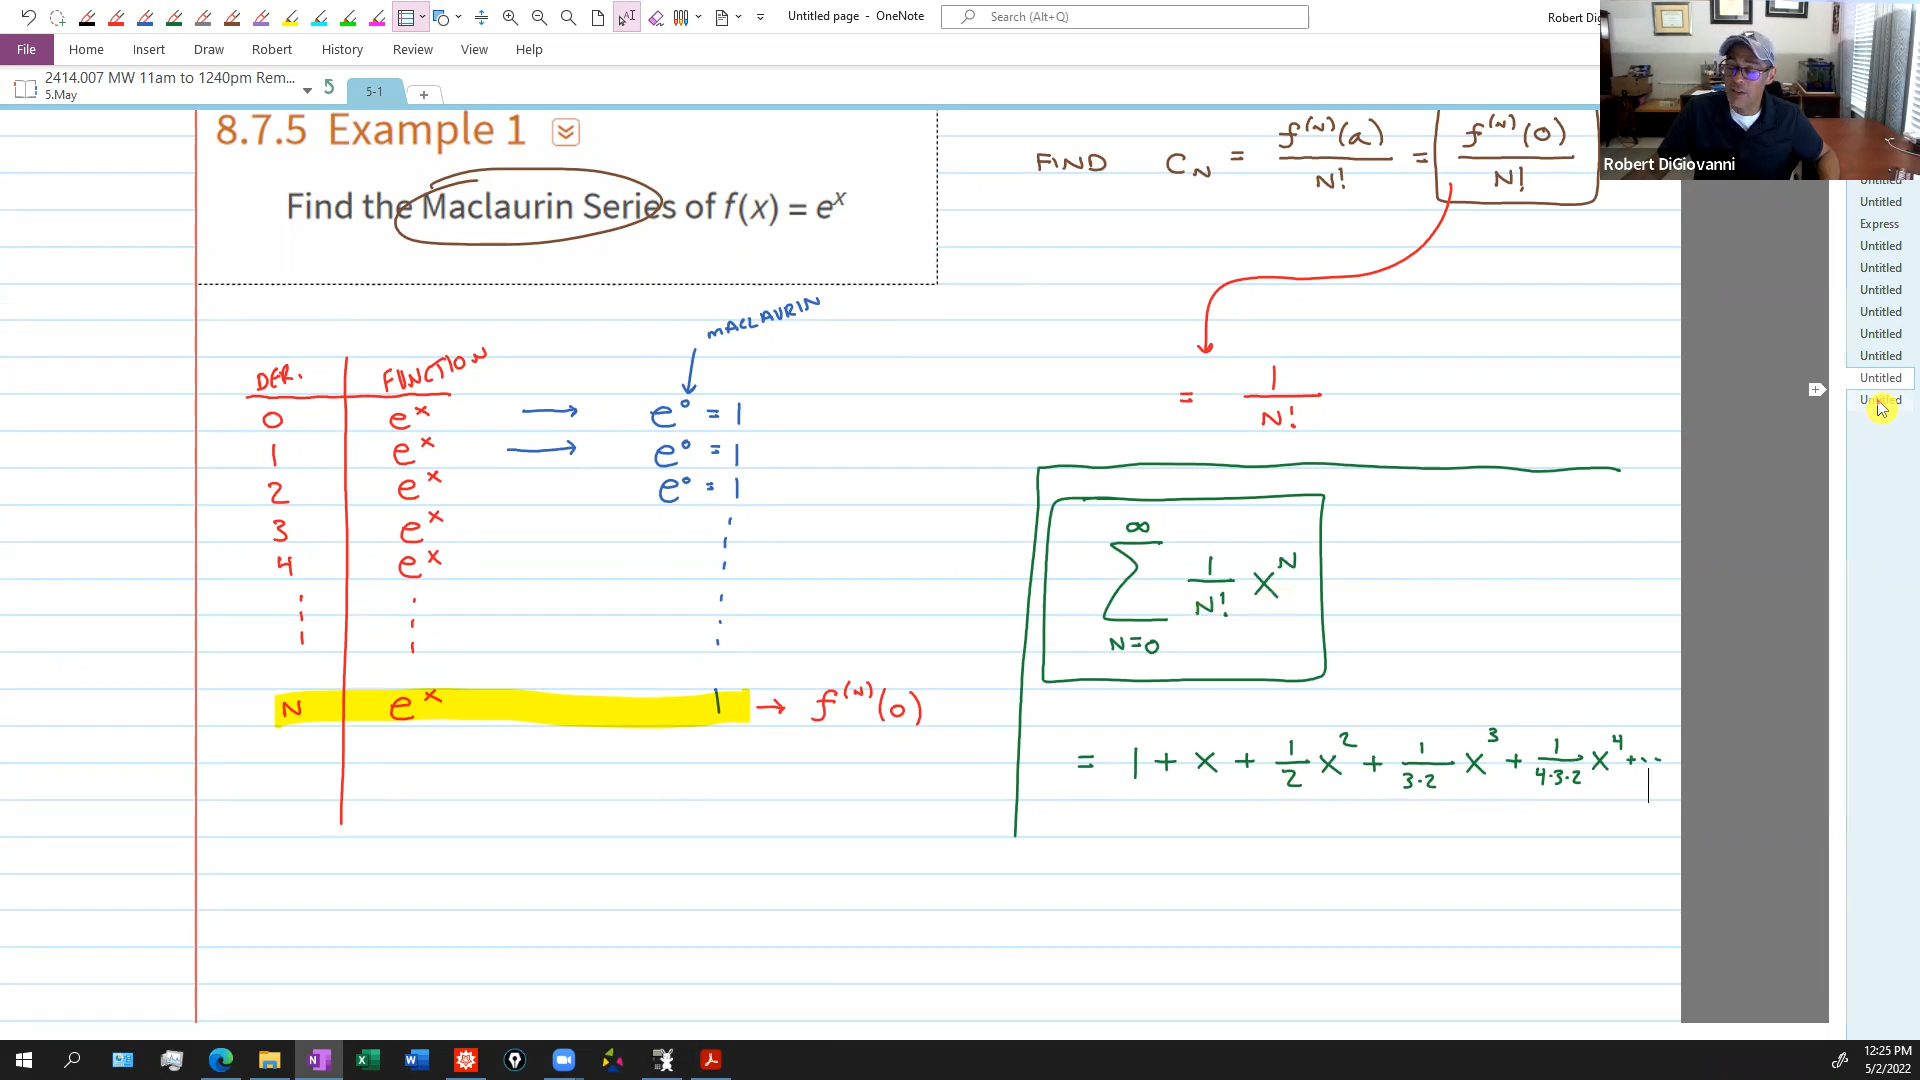 Untitled page - OneNote
Search (Alt+Q)
Robert Dig
File Home Insert Draw Robert History Review View Help
2414.007 MW 11am to 1240pm Rem...
5.May
5-1
+
Robert DiGiovanni
8.7.5 Example 1
Find the Maclaurin Series of f(x) = e^x
FIND C_N = f^(N)(a) / N! = f^(N)(0) / N!
= 1 / N!
MACLAURIN
DER. FUNCTION
0 e^x → e^0 = 1
1 e^x → e^0 = 1
2 e^x e^0 = 1
3 e^x
4 e^x
N e^x 1 → f^(N)(0)
∞
∑ 1/N! X^N
N=0
= 1 + X + 1/2 X^2 + 1/(3·2) X^3 + 1/(4·3·2) X^4 + ...
Untitled
Express
Untitled
Untitled
Untitled
Untitled
Untitled
Untitled
Untitled
Untitled
12:25 PM
5/2/2022